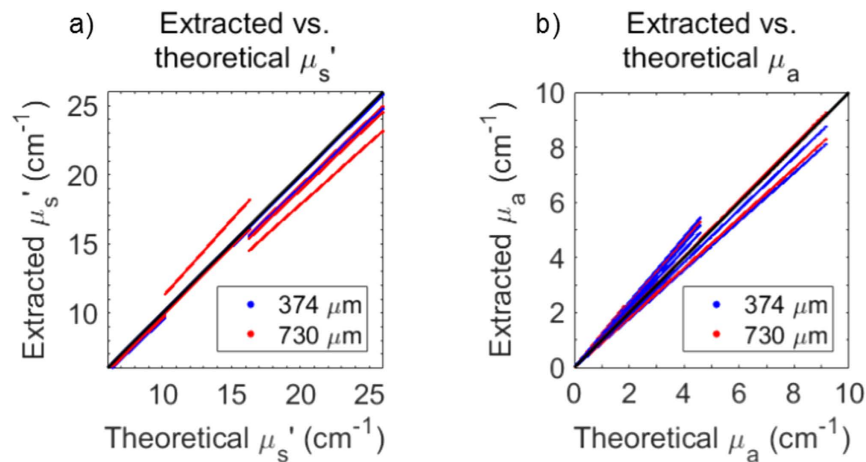 a)
Extracted vs.
theoretical μs'
Extracted μs' (cm-1)
25
20
15
10
10
15
20
25
Theoretical μs' (cm-1)
374 μm
730 μm
b)
Extracted vs.
theoretical μa
Extracted μa (cm-1)
10
8
6
4
2
0
0
2
4
6
8
10
Theoretical μa (cm-1)
374 μm
730 μm